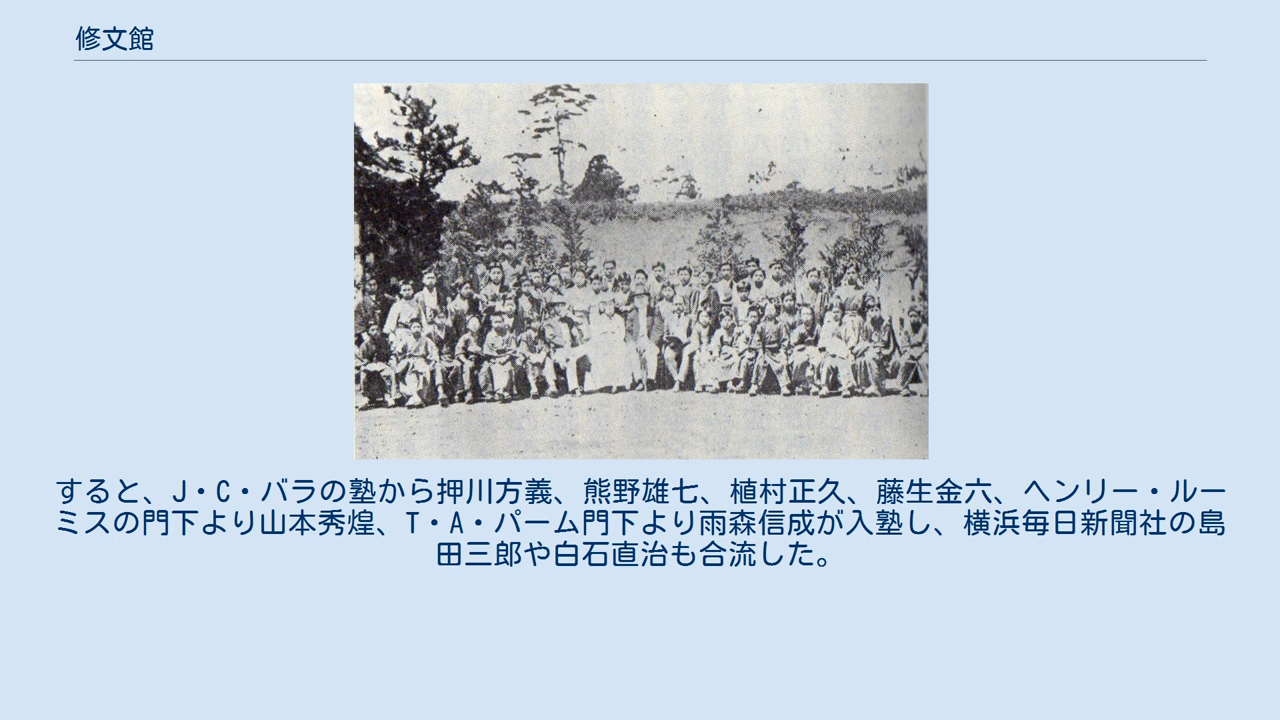 修文館
すると、J・C・バラの塾から押川方義、熊野雄七、植村正久、藤生金六、ヘンリー・ルー
ミスの門下より山本秀煌、T・A・パーム門下より雨森信成が入塾し、横浜毎日新聞社の島
田三郎や白石直治も合流した。